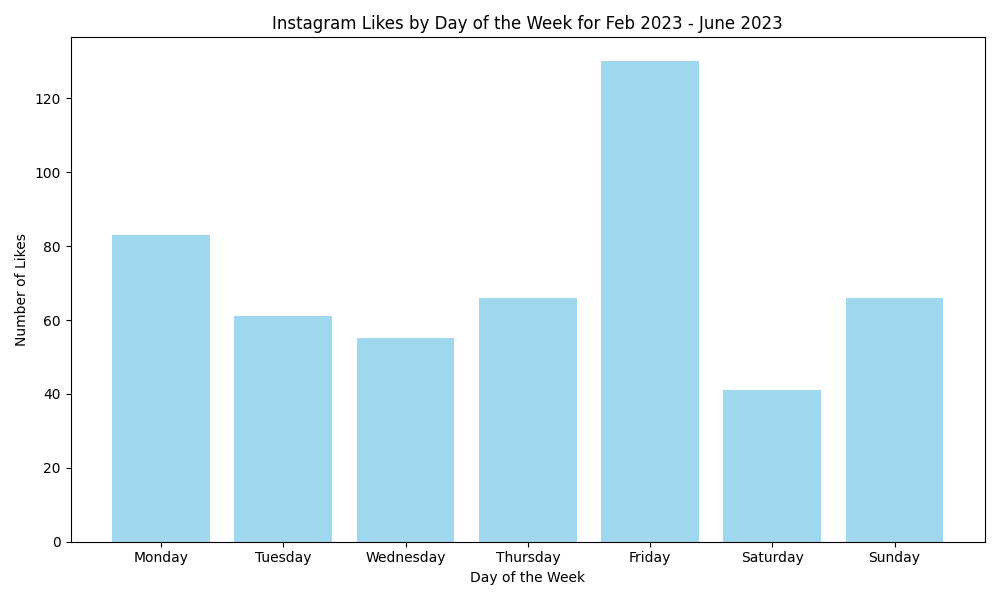 Instagram Likes by Day of the Week for Feb 2023 - June 2023
Number of Likes
120
100
80
60
40
20
0
Monday Tuesday Wednesday Thursday Friday Saturday Sunday
Day of the Week